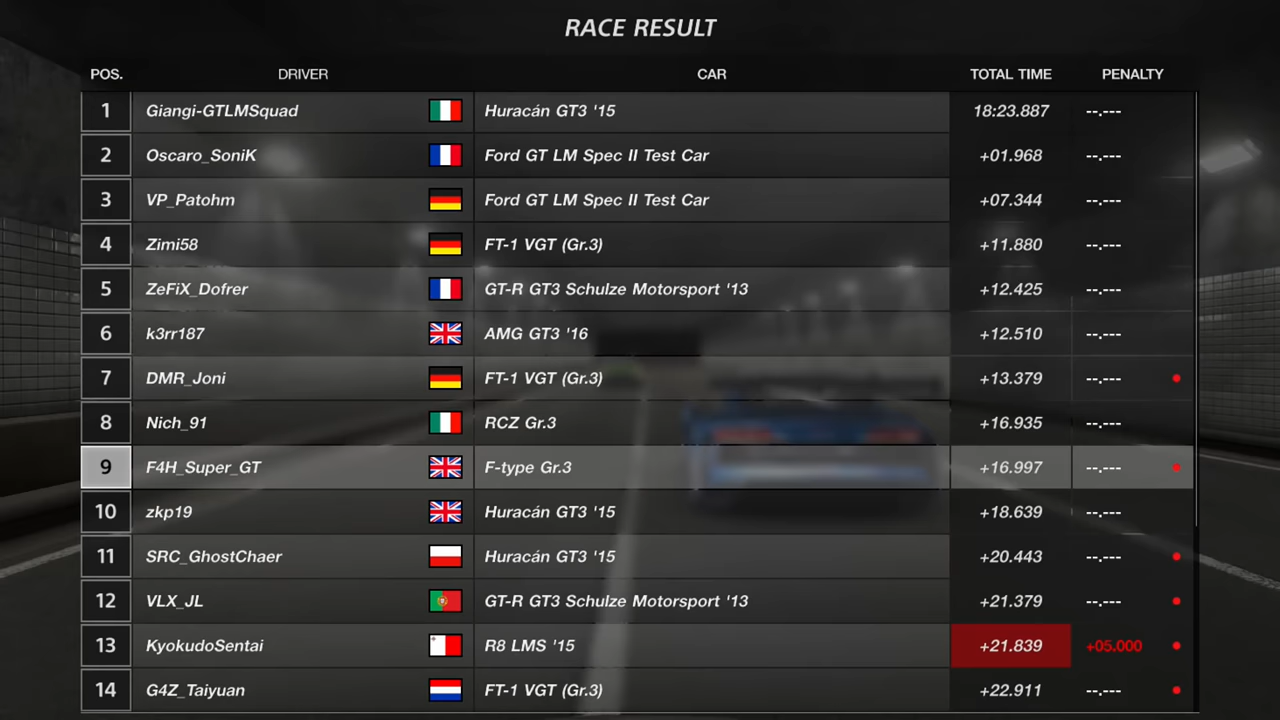 RACE RESULT
POS. DRIVER CAR TOTAL TIME PENALTY
1 Giangi-GTLMSquad Huracán GT3 '15 18:23.887 --.---
2 Oscaro_SoniK Ford GT LM Spec II Test Car +01.968 --.---
3 VP_Patohm Ford GT LM Spec II Test Car +07.344 --.---
4 Zimi58 FT-1 VGT (Gr.3) +11.880 --.---
5 ZeFiX_Dofrer GT-R GT3 Schulze Motorsport '13 +12.425 --.---
6 k3rr187 AMG GT3 '16 +12.510 --.---
7 DMR_Joni FT-1 VGT (Gr.3) +13.379 --.---
8 Nich_91 RCZ Gr.3 +16.935 --.---
9 F4H_Super_GT F-type Gr.3 +16.997 --.---
10 zkp19 Huracán GT3 '15 +18.639 --.---
11 SRC_GhostChaer Huracán GT3 '15 +20.443 --.---
12 VLX_JL GT-R GT3 Schulze Motorsport '13 +21.379 --.---
13 KyokudoSentai R8 LMS '15 +21.839 +05.000
14 G4Z_Taiyuan FT-1 VGT (Gr.3) +22.911 --.---